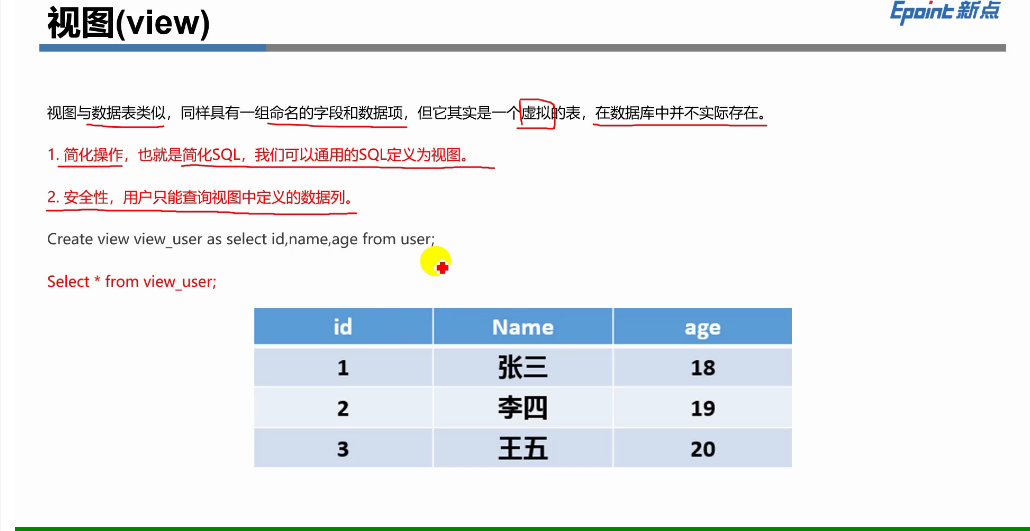 视图(view)
Epoint新点
视图与数据表类似，同样具有一组命名的字段和数据项，但它其实是一个虚拟的表，在数据库中并不实际存在。
1. 简化操作，也就是简化SQL，我们可以通用的SQL定义为视图。
2. 安全性，用户只能查询视图中定义的数据列。
Create view view_user as select id,name,age from user;
Select * from view_user;
id Name age
1 张三 18
2 李四 19
3 王五 20